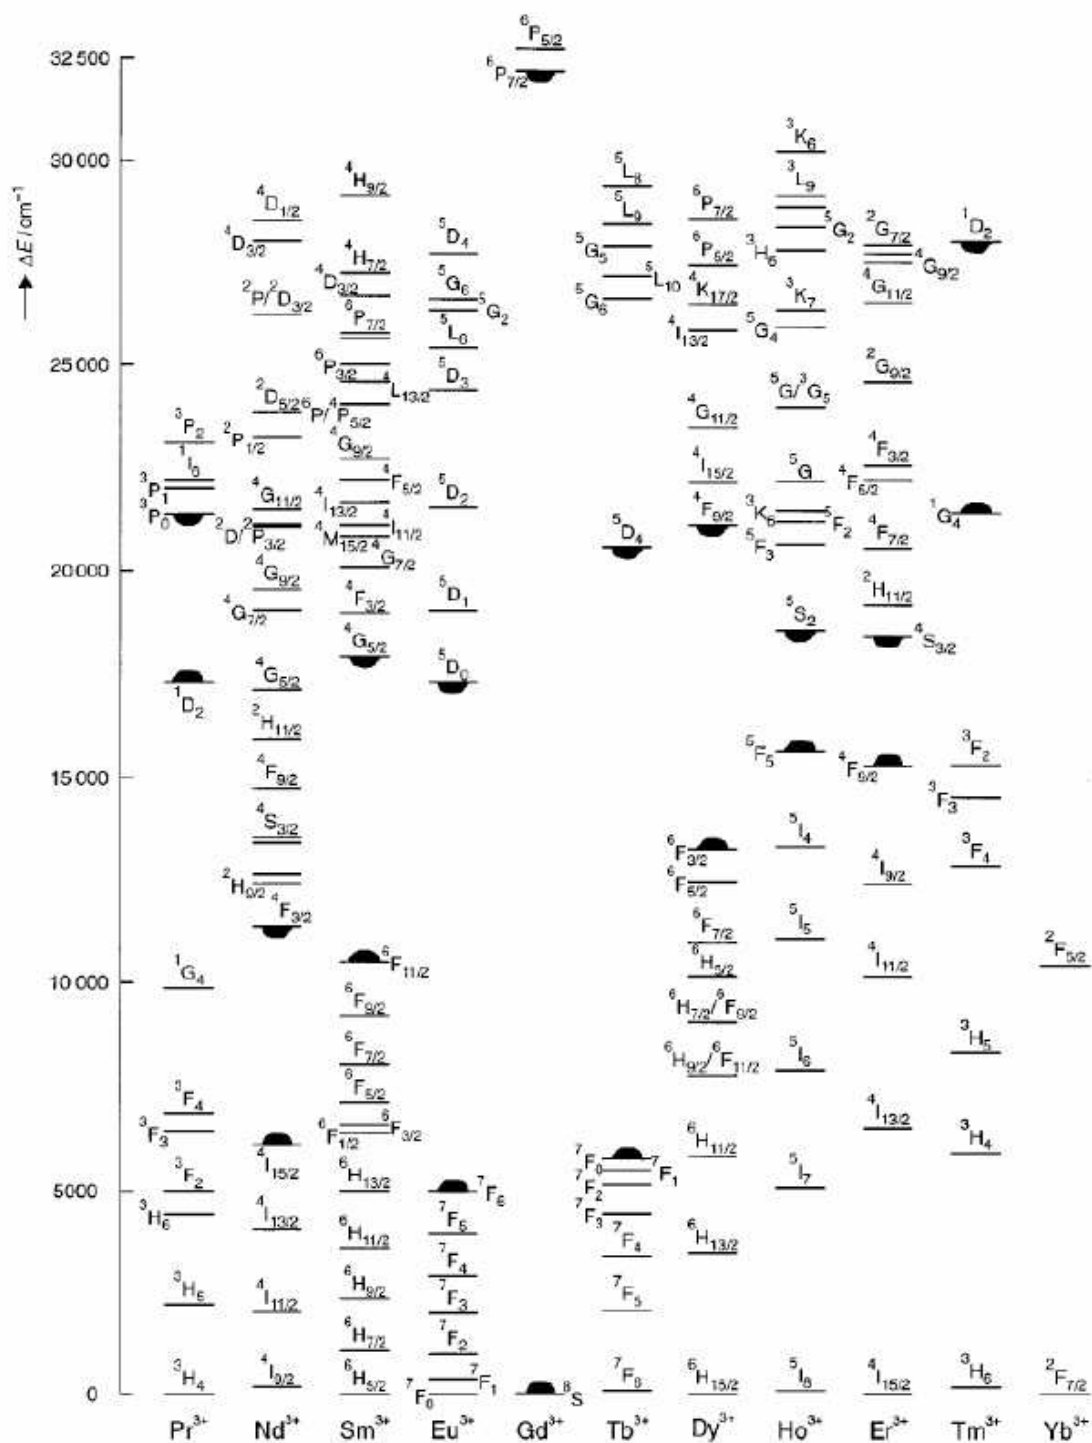 ΔE/cm⁻¹
32 500
30 000
25 000
20 000
15 000
10 000
5000
0
³P₂
¹I₆
³P₁
³P₀
¹D₂
¹G₄
³F₄
³F₃
³F₂
³H₆
³H₅
³H₄
Pr³⁺
⁴D₁/₂
⁴D₃/₂
²P/²D₃/₂
²D₅/₂
²P₁/₂
⁴G₁₁/₂
²D/²P₃/₂
⁴G₉/₂
⁴G₇/₂
⁴G₅/₂
²H₁₁/₂
⁴F₉/₂
⁴S₃/₂
²H₉/₂
⁴F₃/₂
⁴I₁₅/₂
⁴I₁₃/₂
⁴I₁₁/₂
⁴I₉/₂
Nd³⁺
⁴H₉/₂
⁴H₇/₂
⁴D₃/₂
⁶P₇/₂
⁶P₃/₂
⁴L₁₃/₂
⁶P/⁴P₅/₂
⁴G₉/₂
⁴F₅/₂
⁴I₁₃/₂
⁴I₁₁/₂
⁴M₁₅/₂
⁴G₇/₂
⁴F₃/₂
⁴G₅/₂
⁶F₁₁/₂
⁶F₉/₂
⁶F₇/₂
⁶F₅/₂
⁶F₃/₂
⁶F₁/₂
⁶H₁₃/₂
⁶H₁₁/₂
⁶H₉/₂
⁶H₇/₂
⁶H₅/₂
Sm³⁺
⁵D₄
⁵G₆
⁵G₂
⁵L₆
⁵D₃
⁵D₂
⁵D₁
⁵D₀
⁷F₆
⁷F₅
⁷F₄
⁷F₃
⁷F₂
⁷F₁
⁷F₀
Eu³⁺
⁶P₅/₂
⁶P₇/₂
⁸S
Gd³⁺
⁵L₈
⁵L₉
⁵G₅
⁵L₁₀
⁵G₆
⁵D₄
⁷F₀
⁷F₁
⁷F₂
⁷F₃
⁷F₄
⁷F₅
⁷F₆
Tb³⁺
⁶P₇/₂
⁶P₅/₂
⁴K₁₇/₂
⁴I₁₃/₂
⁴G₁₁/₂
⁴I₁₅/₂
⁴F₉/₂
⁶F₃/₂
⁶F₅/₂
⁶F₇/₂
⁶H₅/₂
⁶H₇/₂/⁶F₉/₂
⁶H₉/₂/⁶F₁₁/₂
⁶H₁₁/₂
⁶H₁₃/₂
⁶H₁₅/₂
Dy³⁺
³K₆
³L₉
⁵G₂
³H₆
³K₇
⁵G₄
⁵G/³G₅
⁵G
³K₈
⁵F₂
⁵F₃
⁵S₂
⁵F₅
⁵I₄
⁵I₅
⁵I₆
⁵I₇
⁵I₈
Ho³⁺
²G₇/₂
⁴G₉/₂
⁴G₁₁/₂
²G₉/₂
⁴F₃/₂
⁴F₅/₂
⁴F₇/₂
²H₁₁/₂
⁴S₃/₂
⁴F₉/₂
⁴I₉/₂
⁴I₁₁/₂
⁴I₁₃/₂
⁴I₁₅/₂
Er³⁺
¹D₂
¹G₄
³F₂
³F₃
³F₄
³H₅
³H₄
³H₆
Tm³⁺
²F₅/₂
²F₇/₂
Yb³⁺